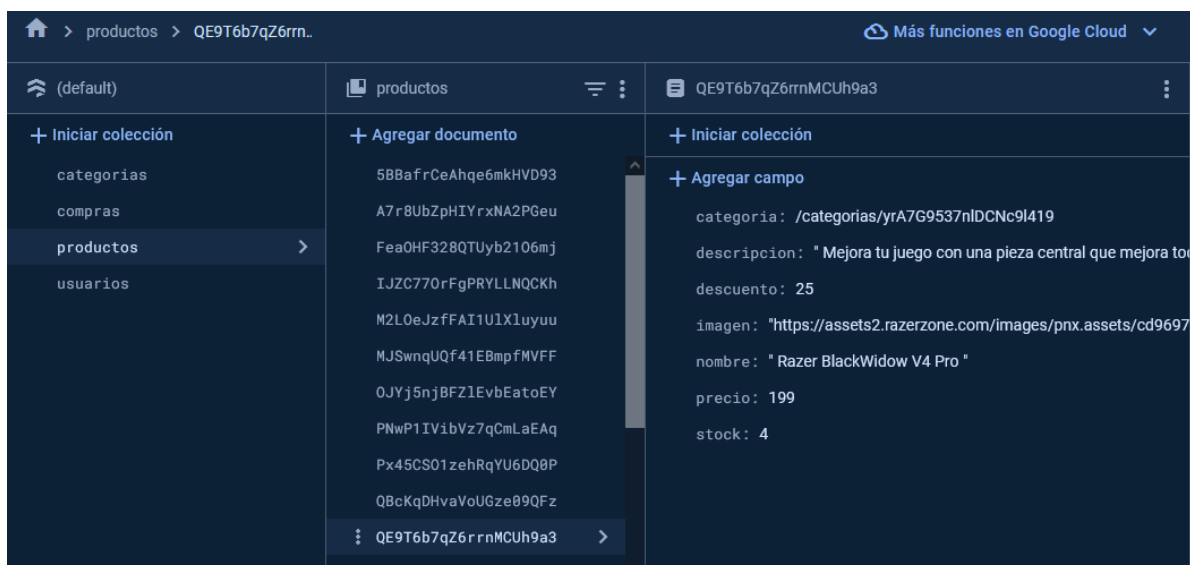 productos > QE9T6b7qZ6rrn..
Más funciones en Google Cloud
(default)
productos
QE9T6b7qZ6rrnMCUh9a3
+ Iniciar colección
+ Agregar documento
+ Iniciar colección
categorias
compras
productos
usuarios
5BBafrCeAhqe6mkHVD93
A7r8UbZpHIYrxNA2PGeu
FeaOHF328QTUyb21O6mj
IJZC77OrFgPRYLLNQCKh
M2LOeJzfFAI1UlXluyuu
MJSwnqUQf41EBmpfMVFF
OJYj5njBFZlEvbEatoEY
PNwP1IVibVz7qCmLaEAq
Px45CSO1zehRqYU6DQ0P
QBcKqDHvaVoUGze09QFz
QE9T6b7qZ6rrnMCUh9a3
+ Agregar campo
categoria: /categorias/yrA7G9537nlDCNc9l419
descripcion: " Mejora tu juego con una pieza central que mejora to
descuento: 25
imagen: "https://assets2.razerzone.com/images/pnx.assets/cd9697
nombre: " Razer BlackWidow V4 Pro "
precio: 199
stock: 4